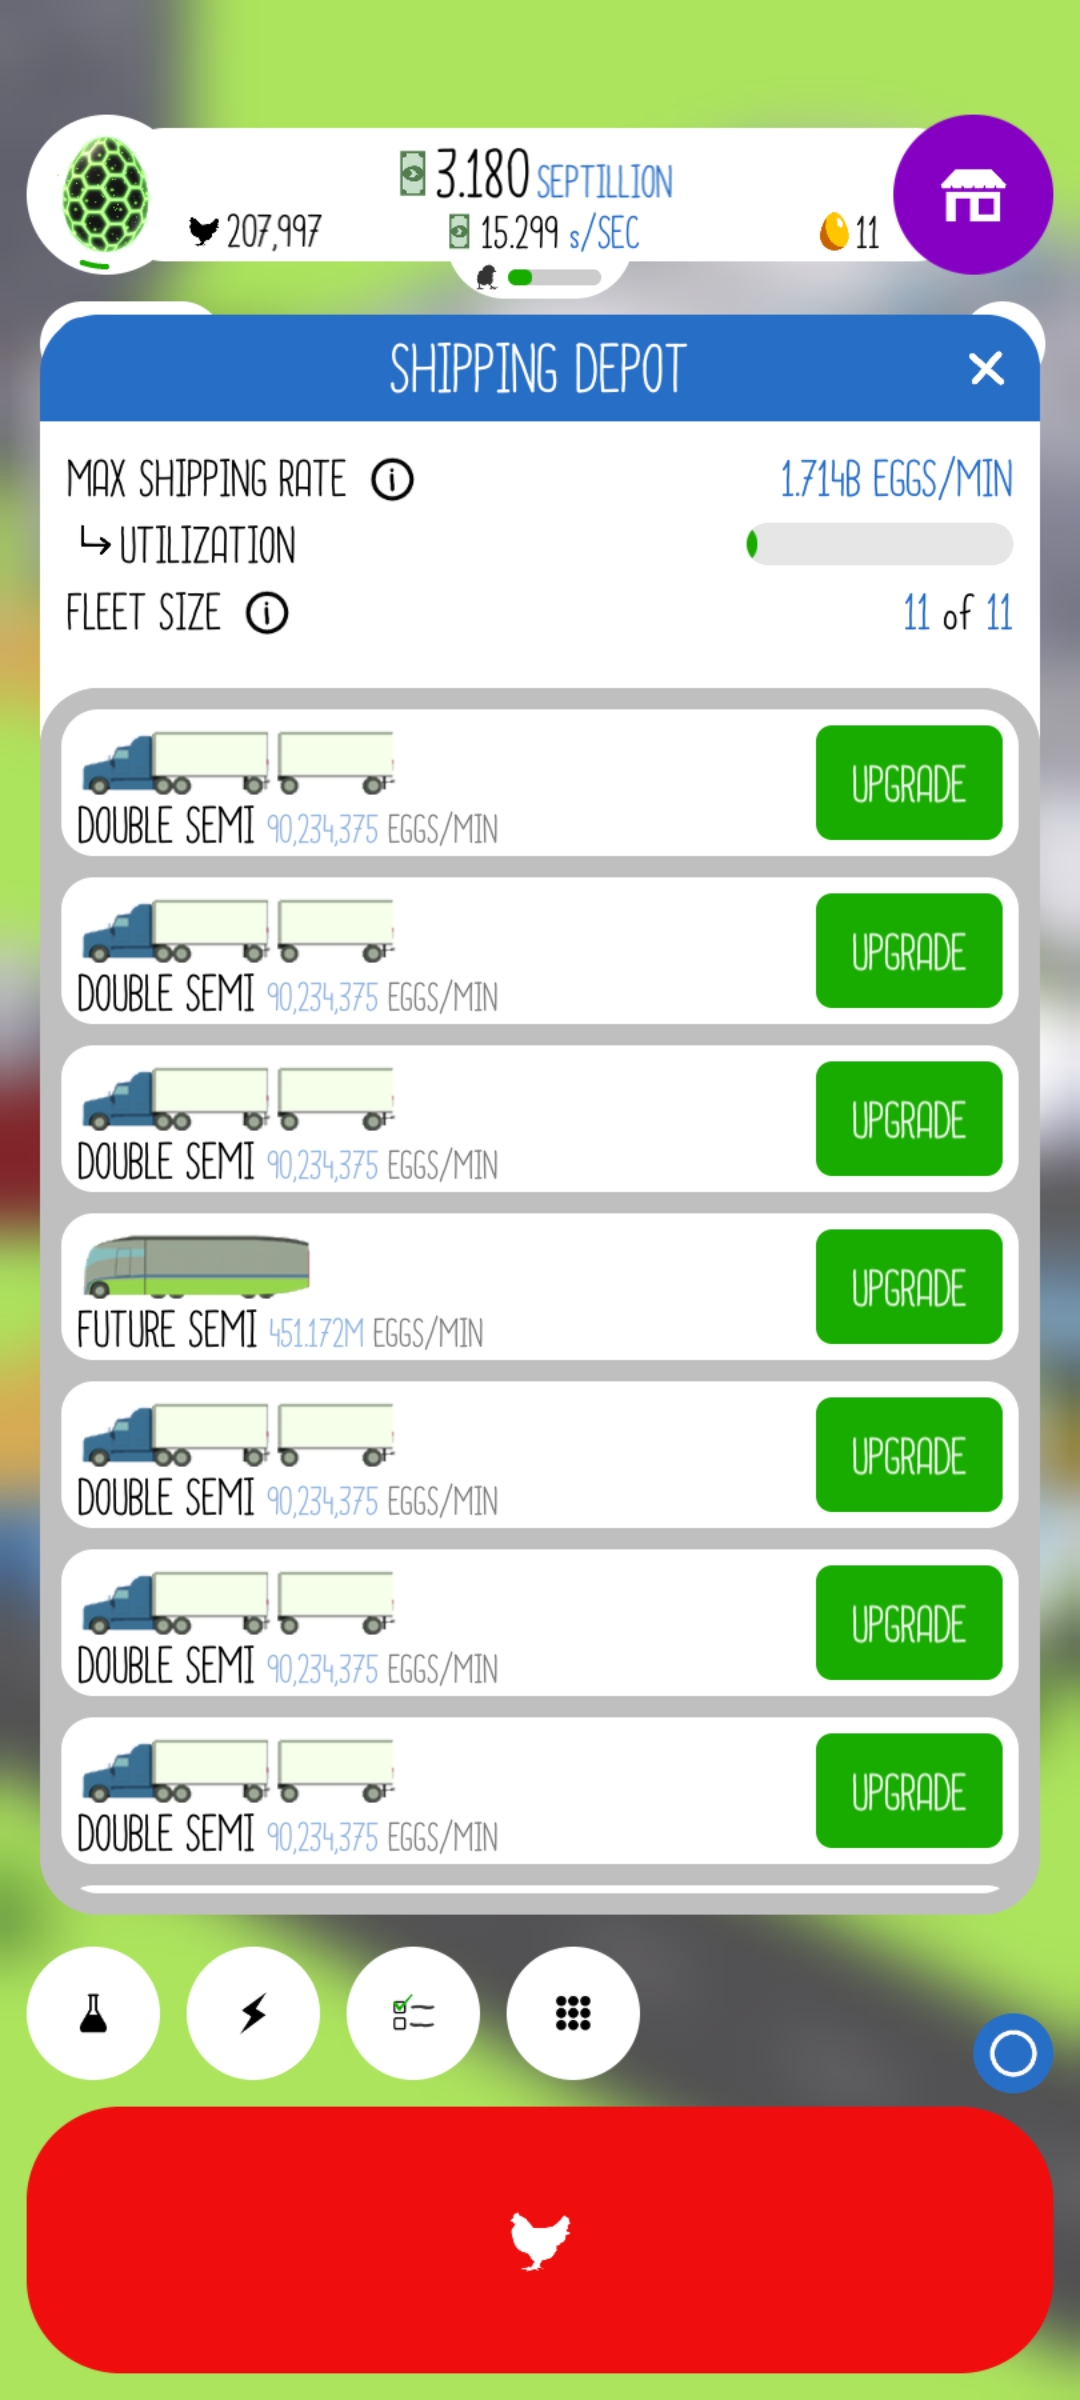 3.180 SEPTILLION
207,997 15.299 s/SEC 11
SHIPPING DEPOT
MAX SHIPPING RATE 1.714B EGGS/MIN
UTILIZATION
FLEET SIZE 11 of 11
UPGRADE
DOUBLE SEMI 90,234,375 EGGS/MIN
UPGRADE
DOUBLE SEMI 90,234,375 EGGS/MIN
UPGRADE
DOUBLE SEMI 90,234,375 EGGS/MIN
UPGRADE
FUTURE SEMI 451.172M EGGS/MIN
UPGRADE
DOUBLE SEMI 90,234,375 EGGS/MIN
UPGRADE
DOUBLE SEMI 90,234,375 EGGS/MIN
UPGRADE
DOUBLE SEMI 90,234,375 EGGS/MIN